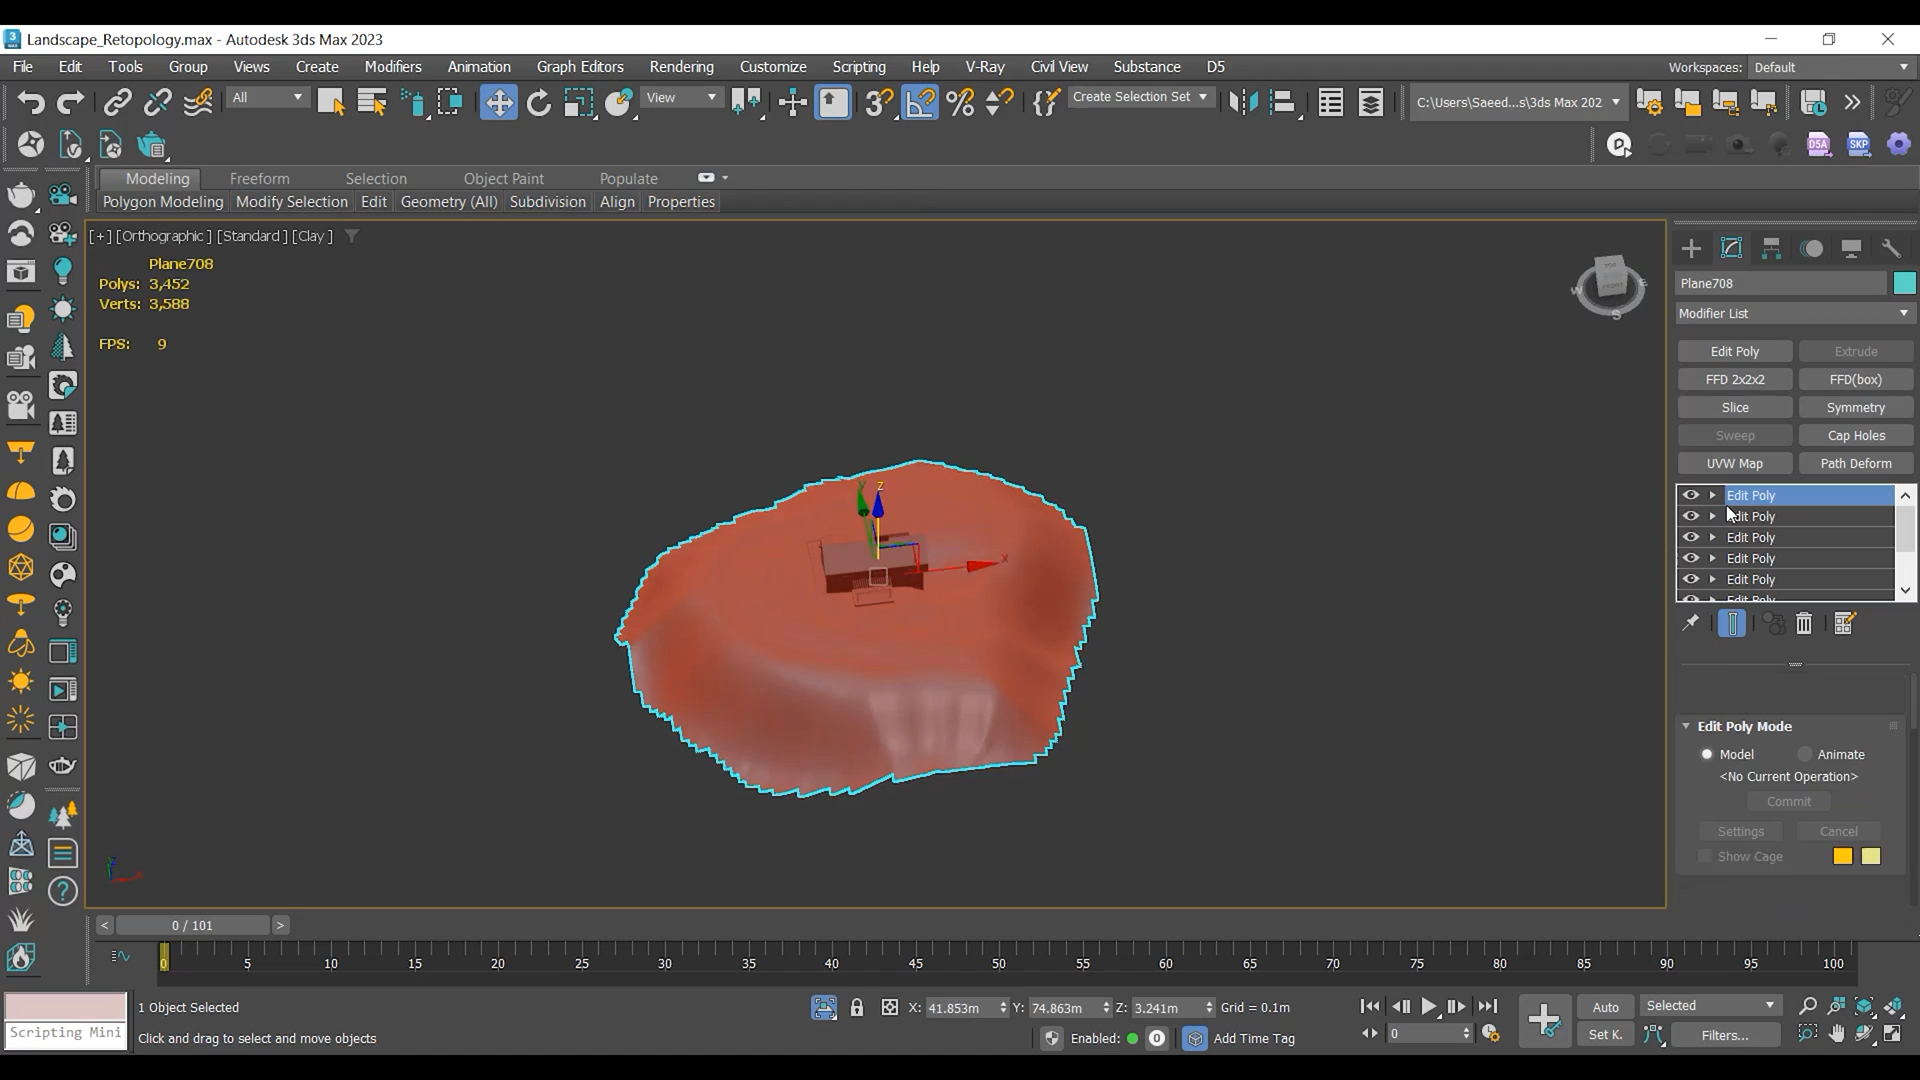 Landscape_Retopology.max - Autodesk 3ds Max 2023
File Edit Tools Group Views Create Modifiers Animation Graph Editors Rendering Customize Scripting Help V-Ray Civil View Substance D5
Workspaces: Default
All
View
Create Selection Set
C:\Users\Saeed...s\3ds Max 202
D5A SKP
Modeling Freeform Selection Object Paint Populate
Polygon Modeling Modify Selection Edit Geometry (All) Subdivision Align Properties
[+] [Orthographic ] [Standard ] [Clay ]
Plane708
Polys: 3,452
Verts: 3,588
FPS: 9
TOP
FRONT
W
S
Z
X
Plane708
Modifier List
Edit Poly Extrude
FFD 2x2x2 FFD(box)
Slice Symmetry
Sweep Cap Holes
UVW Map Path Deform
Edit Poly
Edit Poly
Edit Poly
Edit Poly
Edit Poly
Edit Poly
Edit Poly Mode
Model Animate
<No Current Operation>
Commit
Settings Cancel
Show Cage
< 0 / 101 >
0 5 10 15 20 25 30 35 40 45 50 55 60 65 70 75 80 85 90 95 100
1 Object Selected
X: 41.853m Y: 74.863m Z: 3.241m Grid = 0.1m
Auto Selected
Scripting Mini
Click and drag to select and move objects
Enabled: 0 Add Time Tag
0
Set K. Filters...